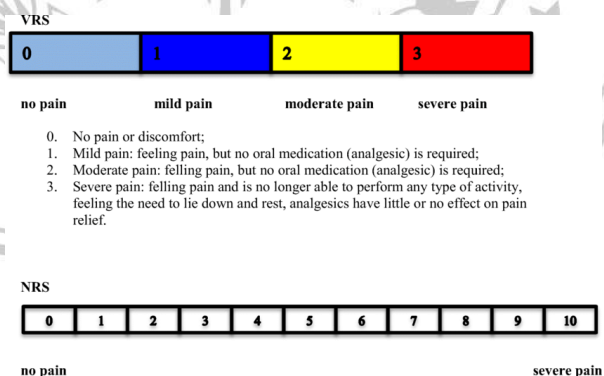 VRS
0 1 2 3
no pain mild pain moderate pain severe pain
0. No pain or discomfort;
1. Mild pain: feeling pain, but no oral medication (analgesic) is required;
2. Moderate pain: felling pain, but no oral medication (analgesic) is required;
3. Severe pain: felling pain and is no longer able to perform any type of activity,
feeling the need to lie down and rest, analgesics have little or no effect on pain
relief.
NRS
0 1 2 3 4 5 6 7 8 9 10
no pain severe pain